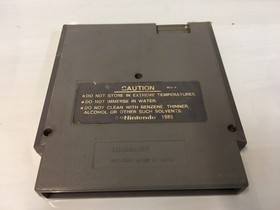 CAUTION
DO NOT STORE IN EXTREME TEMPERATURES.
DO NOT IMMERSE IN WATER.
DO NOT CLEAN WITH BENZENE, THINNER,
ALCOHOL OR OTHER SUCH SOLVENTS.
©Nintendo 1985